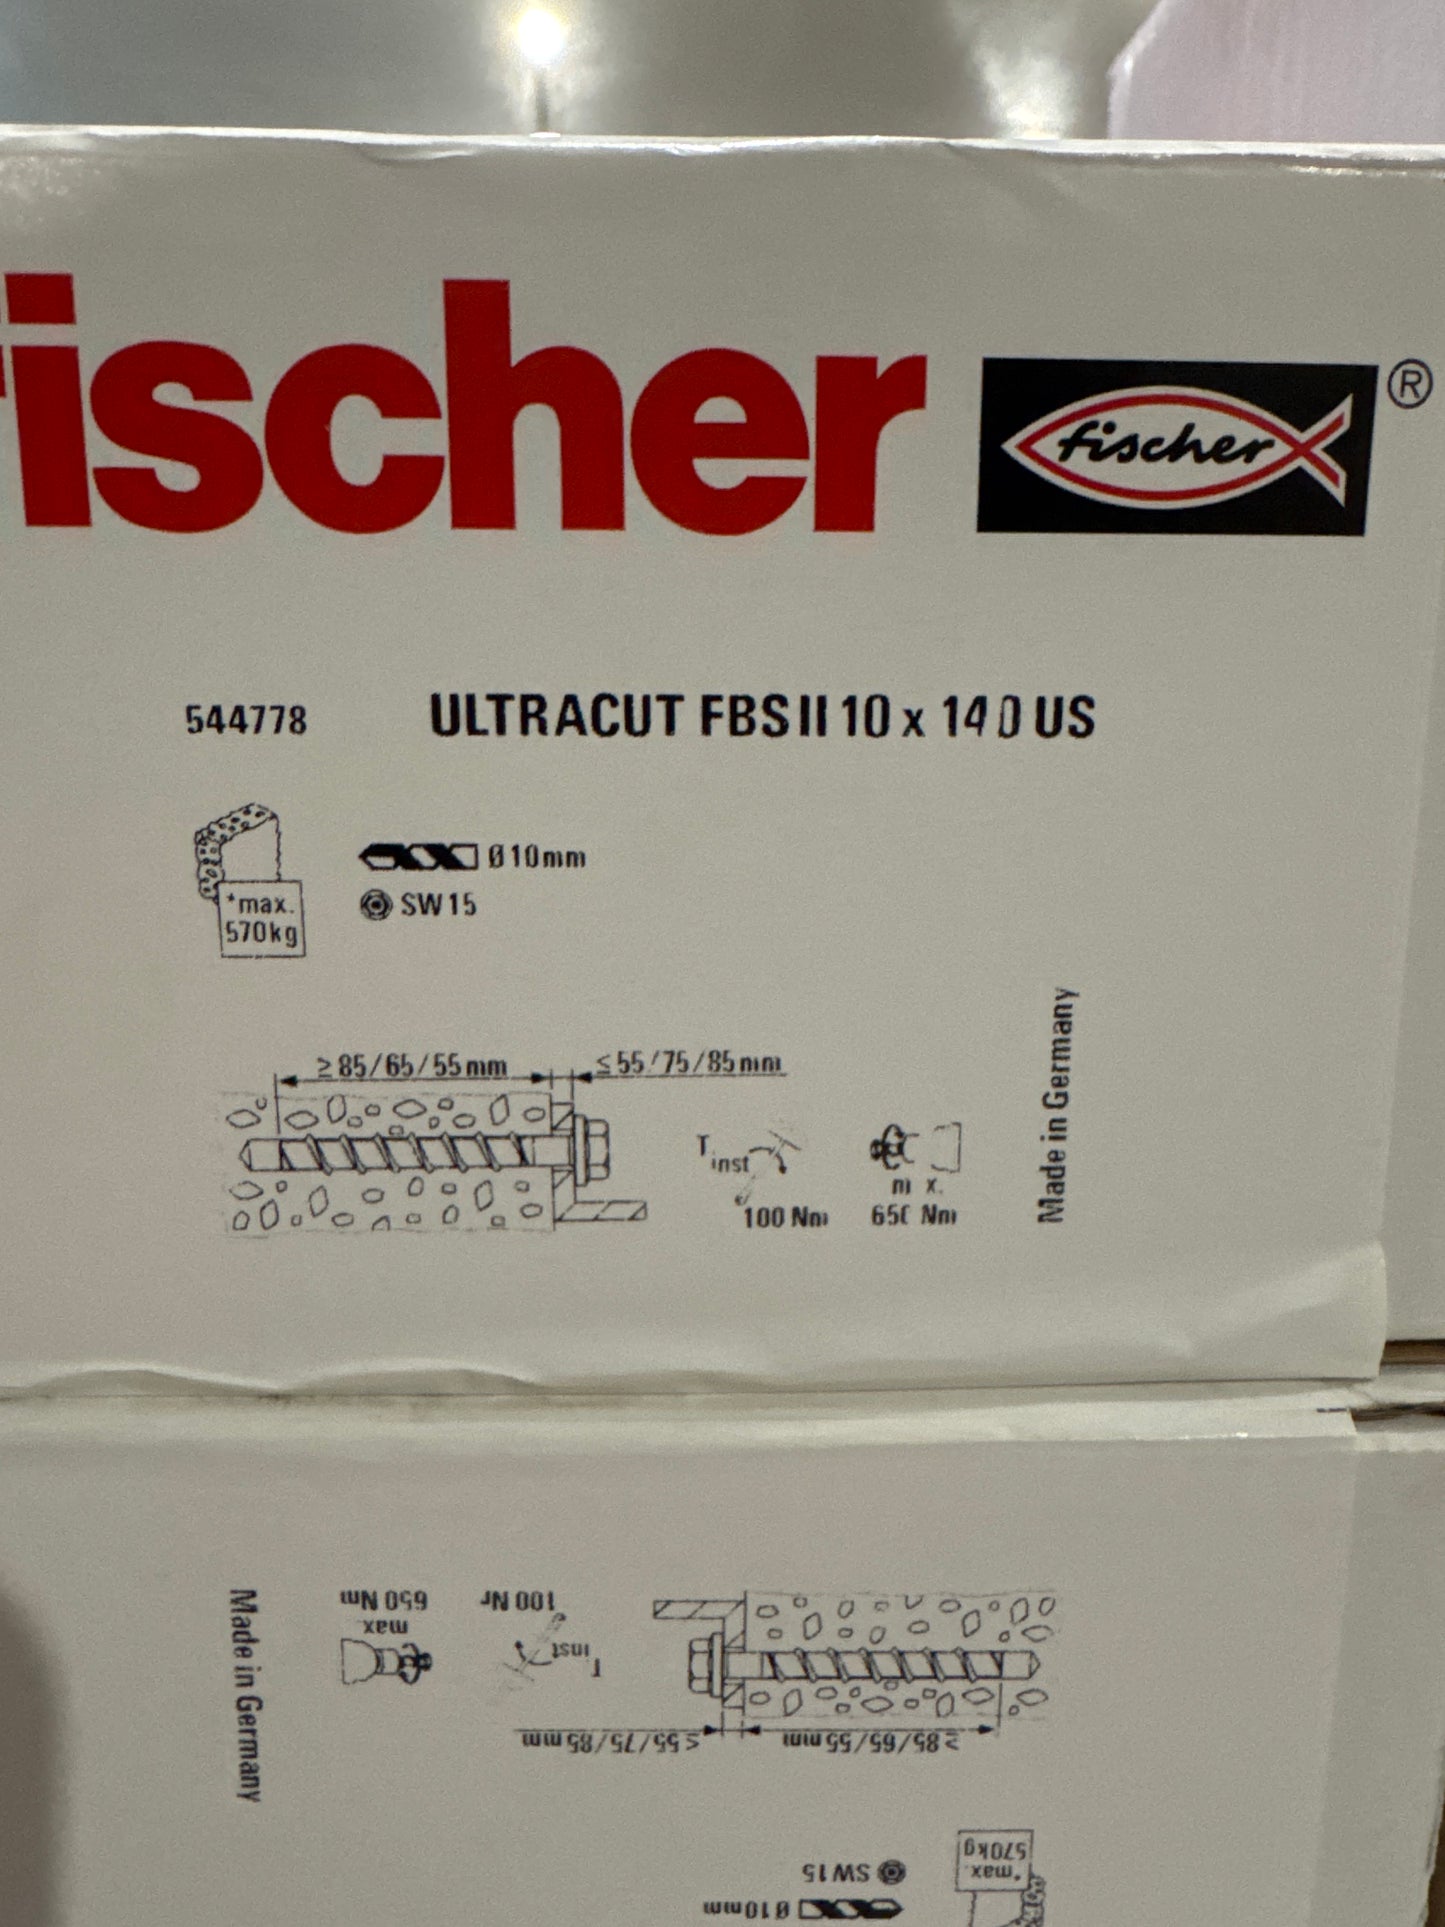 fischer
fischer
®
544778 ULTRACUT FBS II 10 x 140 US
Ø10mm
SW15
*max.
570kg
≥85/65/55mm ≤55/75/85mm
Tinst
100 Nm 650 Nm
Made in Germany
Made in Germany
650 Nm
max
100 Nr
Tinst
≤55/75/85mm ≥85/65/55mm
*max.
570kg
SW15
Ø10mm